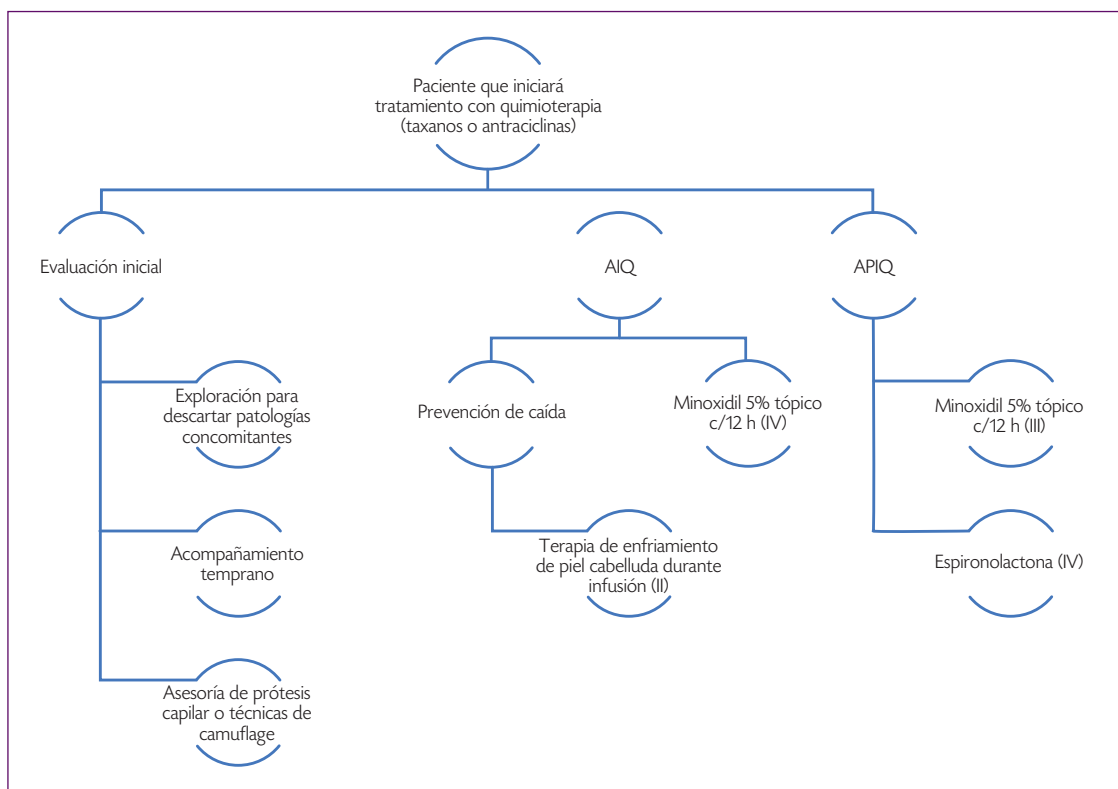 Paciente que iniciará
tratamiento con quimioterapia
(taxanos o antraciclinas)
Evaluación inicial
AIQ
APIQ
Exploración para
descartar patologías
concomitantes
Prevención de caída
Minoxidil 5% tópico
c/12 h (IV)
Minoxidil 5% tópico
c/12 h (III)
Acompañamiento
temprano
Terapia de enfriamiento
de piel cabelluda durante
infusión (II)
Espironolactona (IV)
Asesoría de prótesis
capilar o técnicas de
camuflage